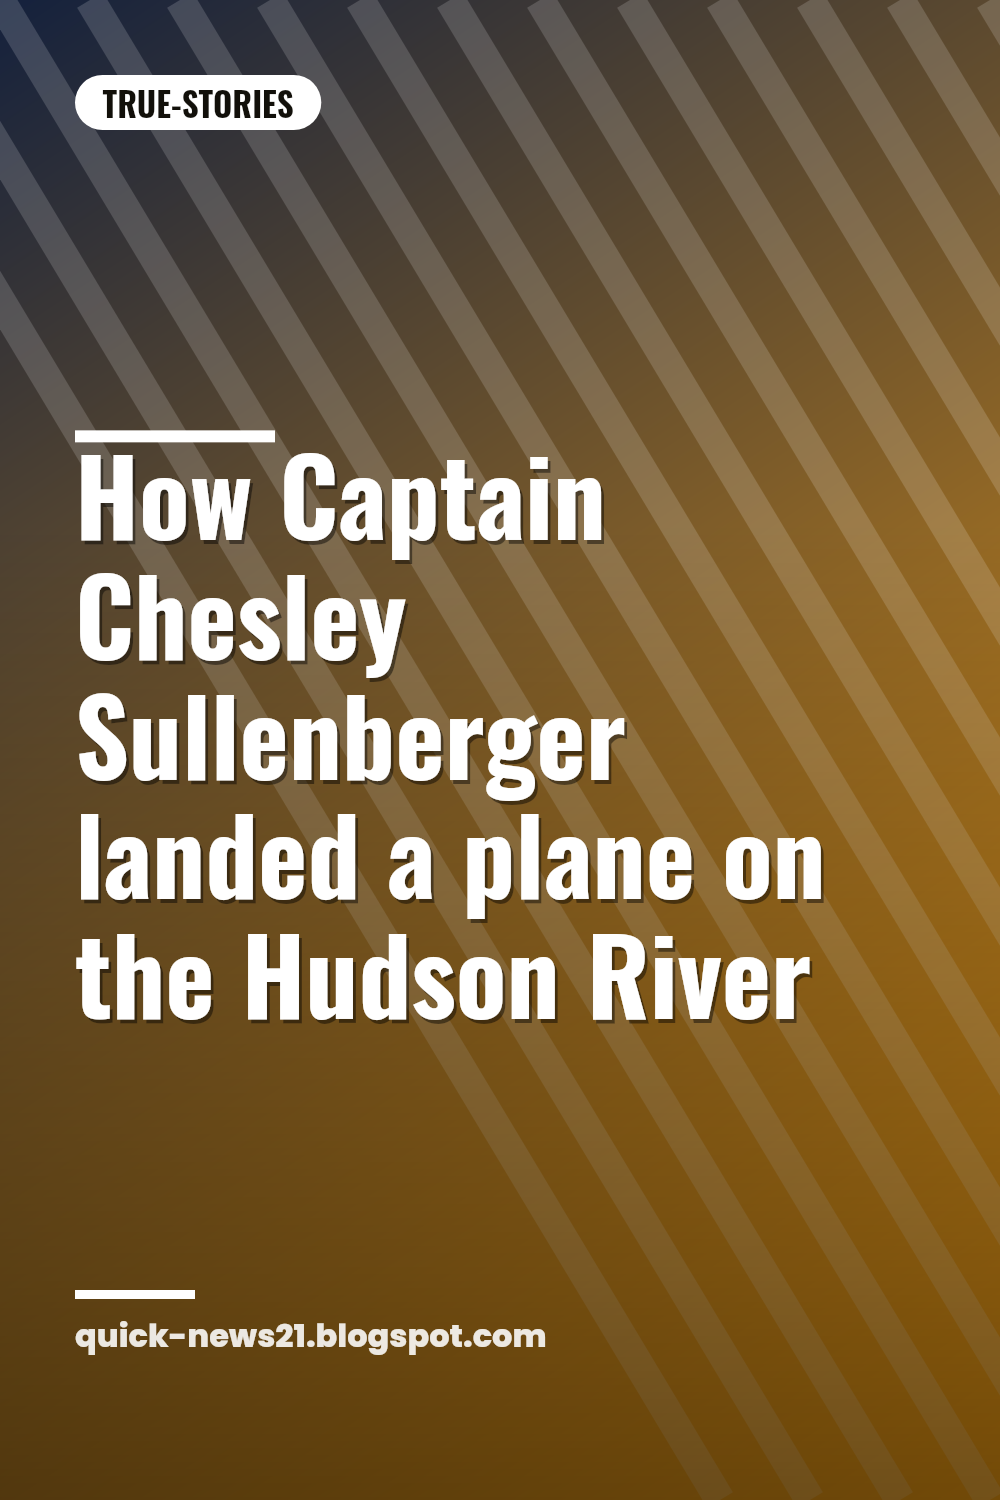 TRUE-STORIES
How Captain
Chesley
Sullenberger
landed a plane on
the Hudson River
quick-news21.blogspot.com